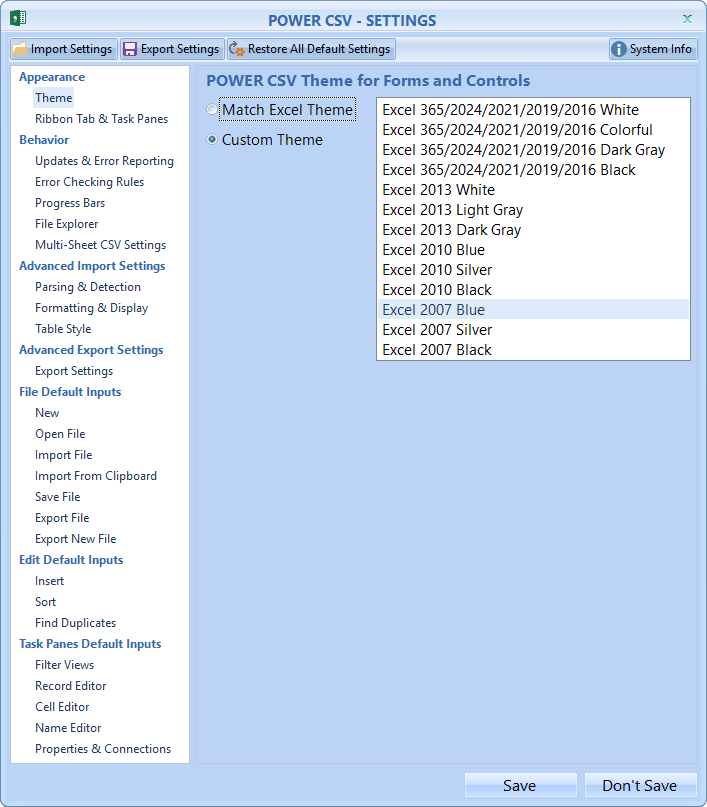 POWER CSV - SETTINGS
Import Settings
Export Settings
Restore All Default Settings
System Info
Appearance
Theme
Ribbon Tab & Task Panes
Behavior
Updates & Error Reporting
Error Checking Rules
Progress Bars
File Explorer
Multi-Sheet CSV Settings
Advanced Import Settings
Parsing & Detection
Formatting & Display
Table Style
Advanced Export Settings
Export Settings
File Default Inputs
New
Open File
Import File
Import From Clipboard
Save File
Export File
Export New File
Edit Default Inputs
Insert
Sort
Find Duplicates
Task Panes Default Inputs
Filter Views
Record Editor
Cell Editor
Name Editor
Properties & Connections
POWER CSV Theme for Forms and Controls
Match Excel Theme
Custom Theme
Excel 365/2024/2021/2019/2016 White
Excel 365/2024/2021/2019/2016 Colorful
Excel 365/2024/2021/2019/2016 Dark Gray
Excel 365/2024/2021/2019/2016 Black
Excel 2013 White
Excel 2013 Light Gray
Excel 2013 Dark Gray
Excel 2010 Blue
Excel 2010 Silver
Excel 2010 Black
Excel 2007 Blue
Excel 2007 Silver
Excel 2007 Black
Save
Don't Save